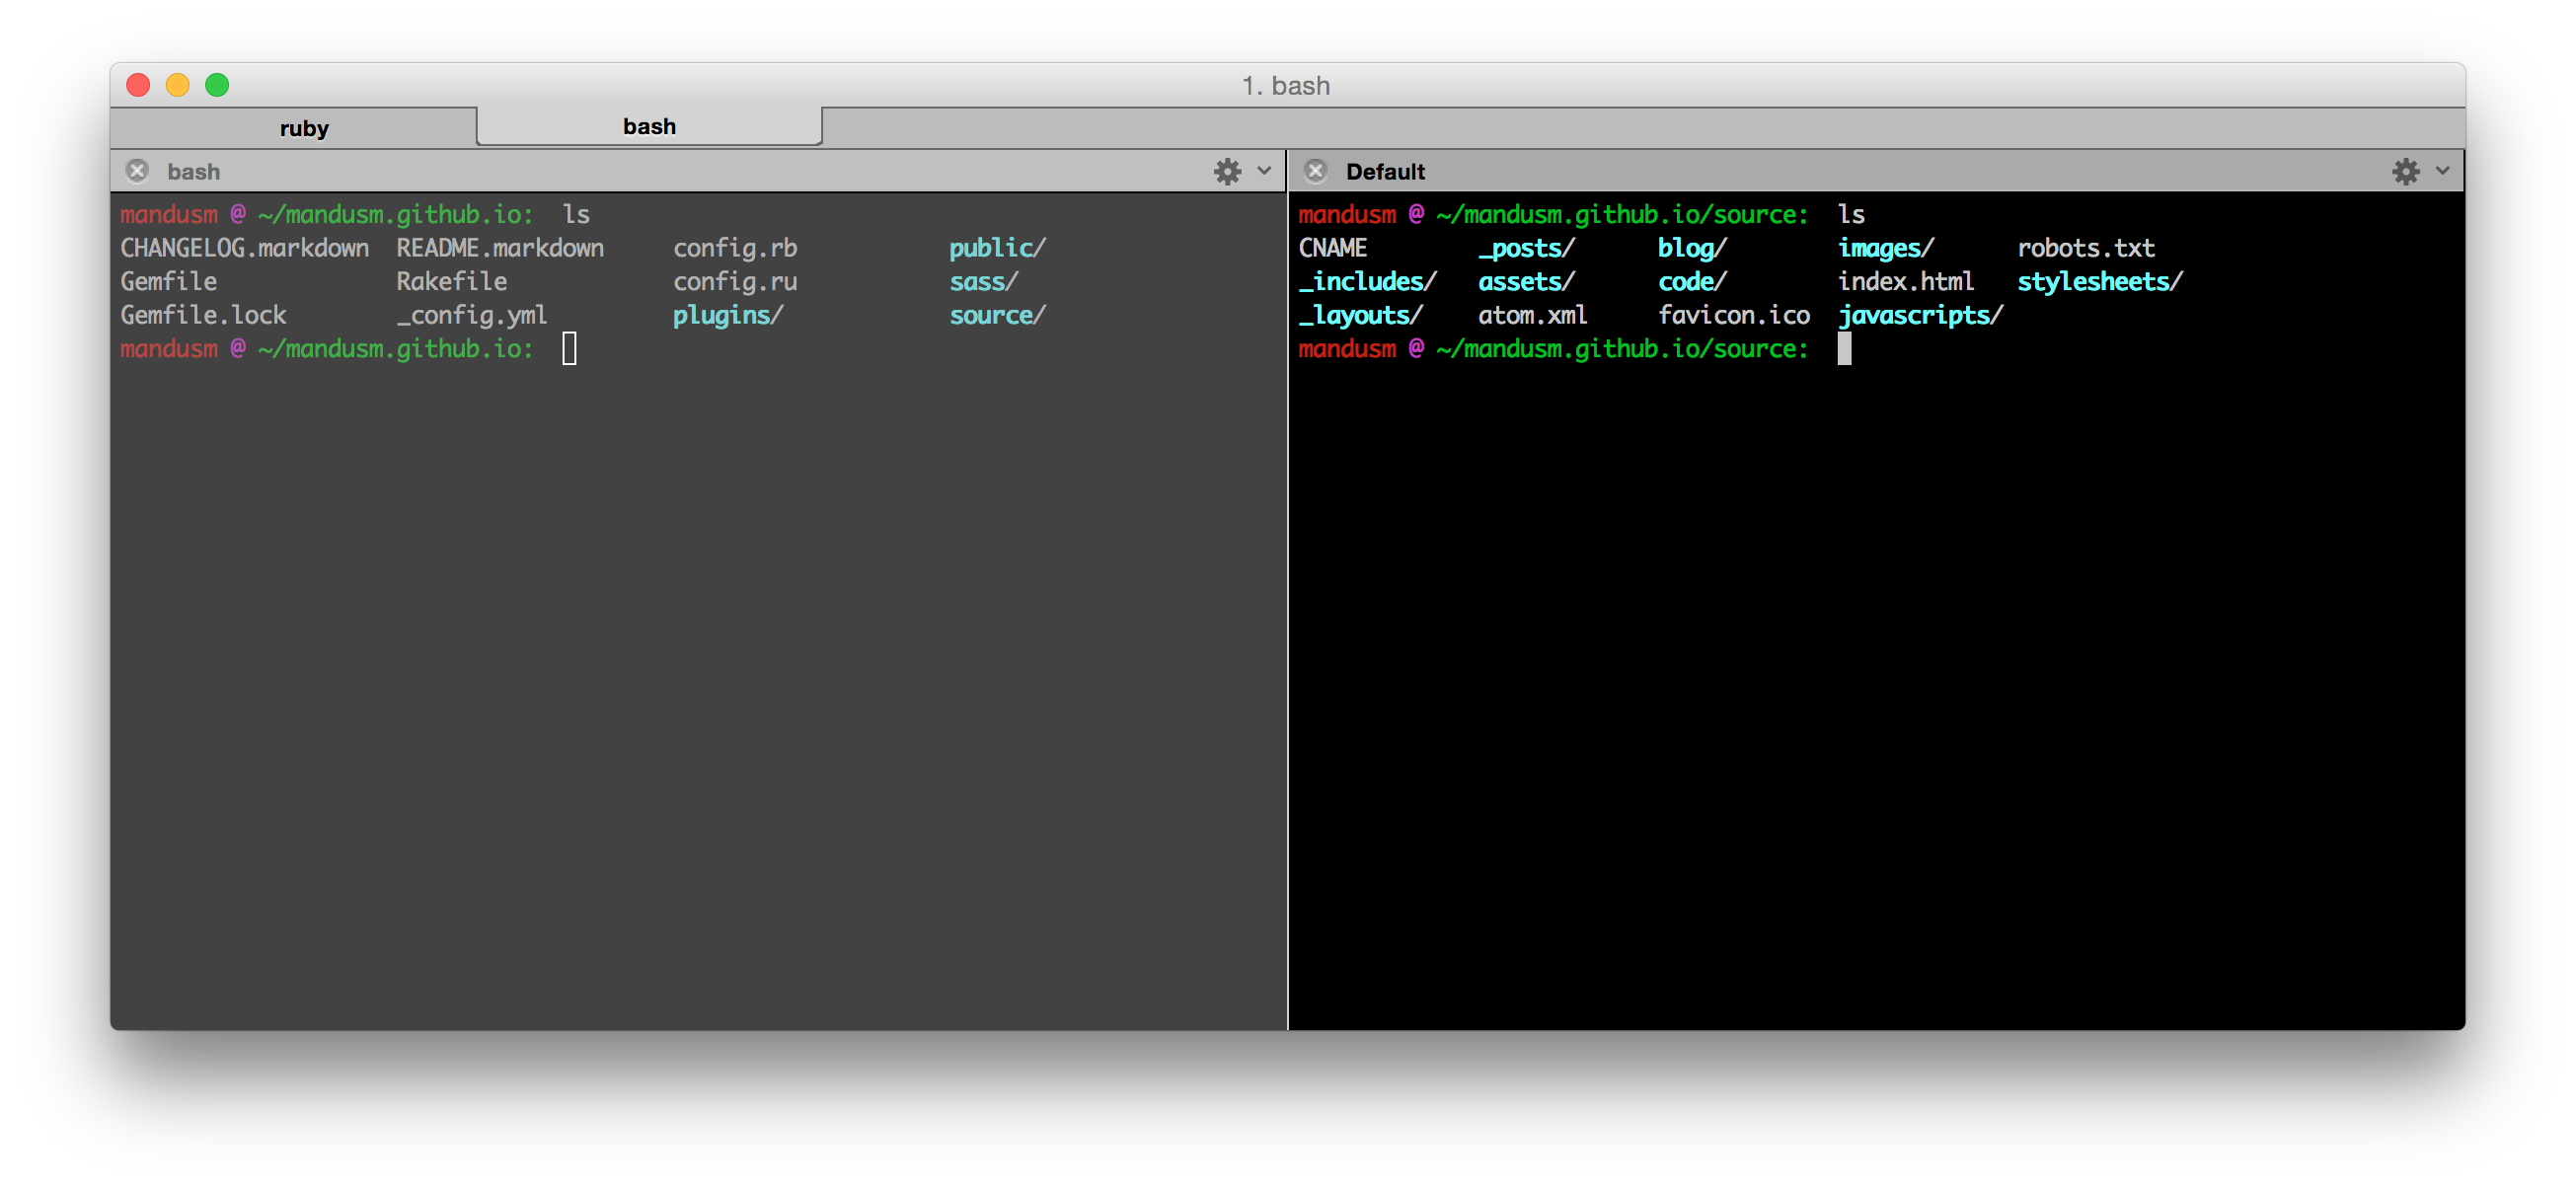 1. bash
ruby bash
bash
mandusm @ ~/mandusm.github.io: ls
CHANGELOG.markdown README.markdown config.rb public/
Gemfile Rakefile config.ru sass/
Gemfile.lock _config.yml plugins/ source/
mandusm @ ~/mandusm.github.io:
Default
mandusm @ ~/mandusm.github.io/source: ls
CNAME _posts/ blog/ images/ robots.txt
_includes/ assets/ code/ index.html stylesheets/
_layouts/ atom.xml favicon.ico javascripts/
mandusm @ ~/mandusm.github.io/source: